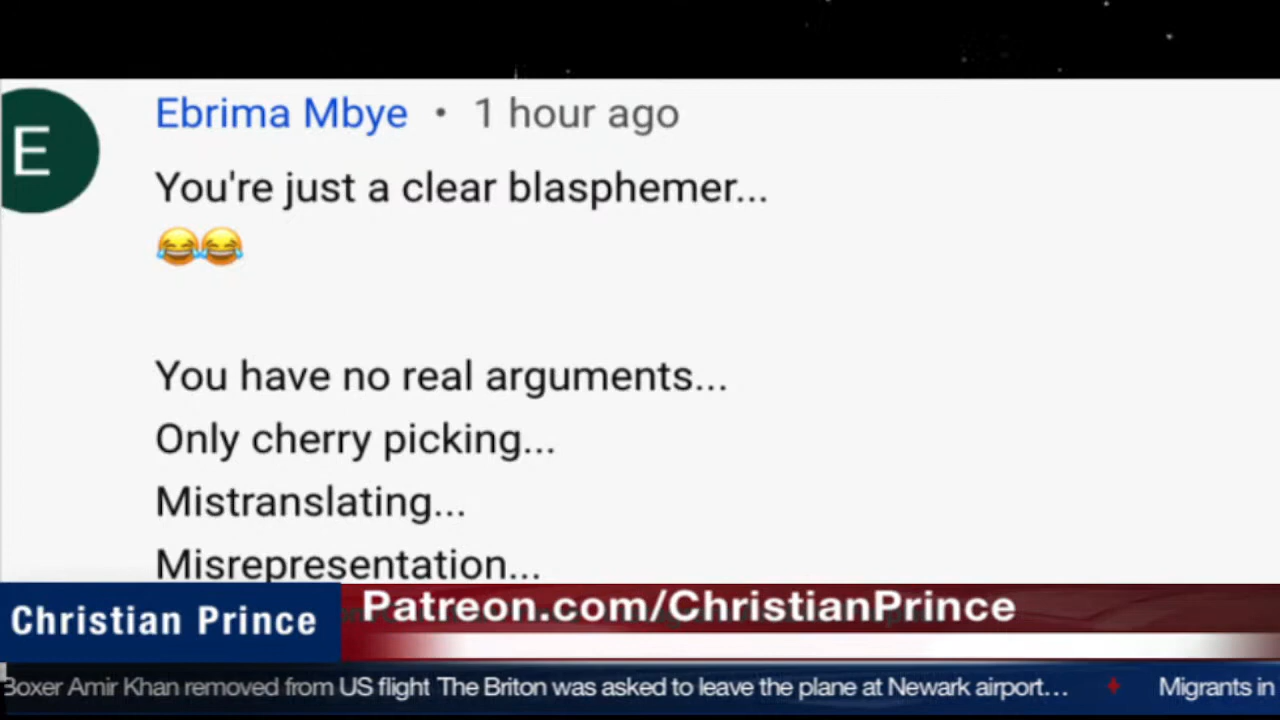 E
Ebrima Mbye • 1 hour ago
You're just a clear blasphemer...
😂😂
You have no real arguments...
Only cherry picking...
Mistranslating...
Misrepresentation...
Christian Prince
Patreon.com/ChristianPrince
Boxer Amir Khan removed from US flight The Briton was asked to leave the plane at Newark airport... ♦ Migrants in